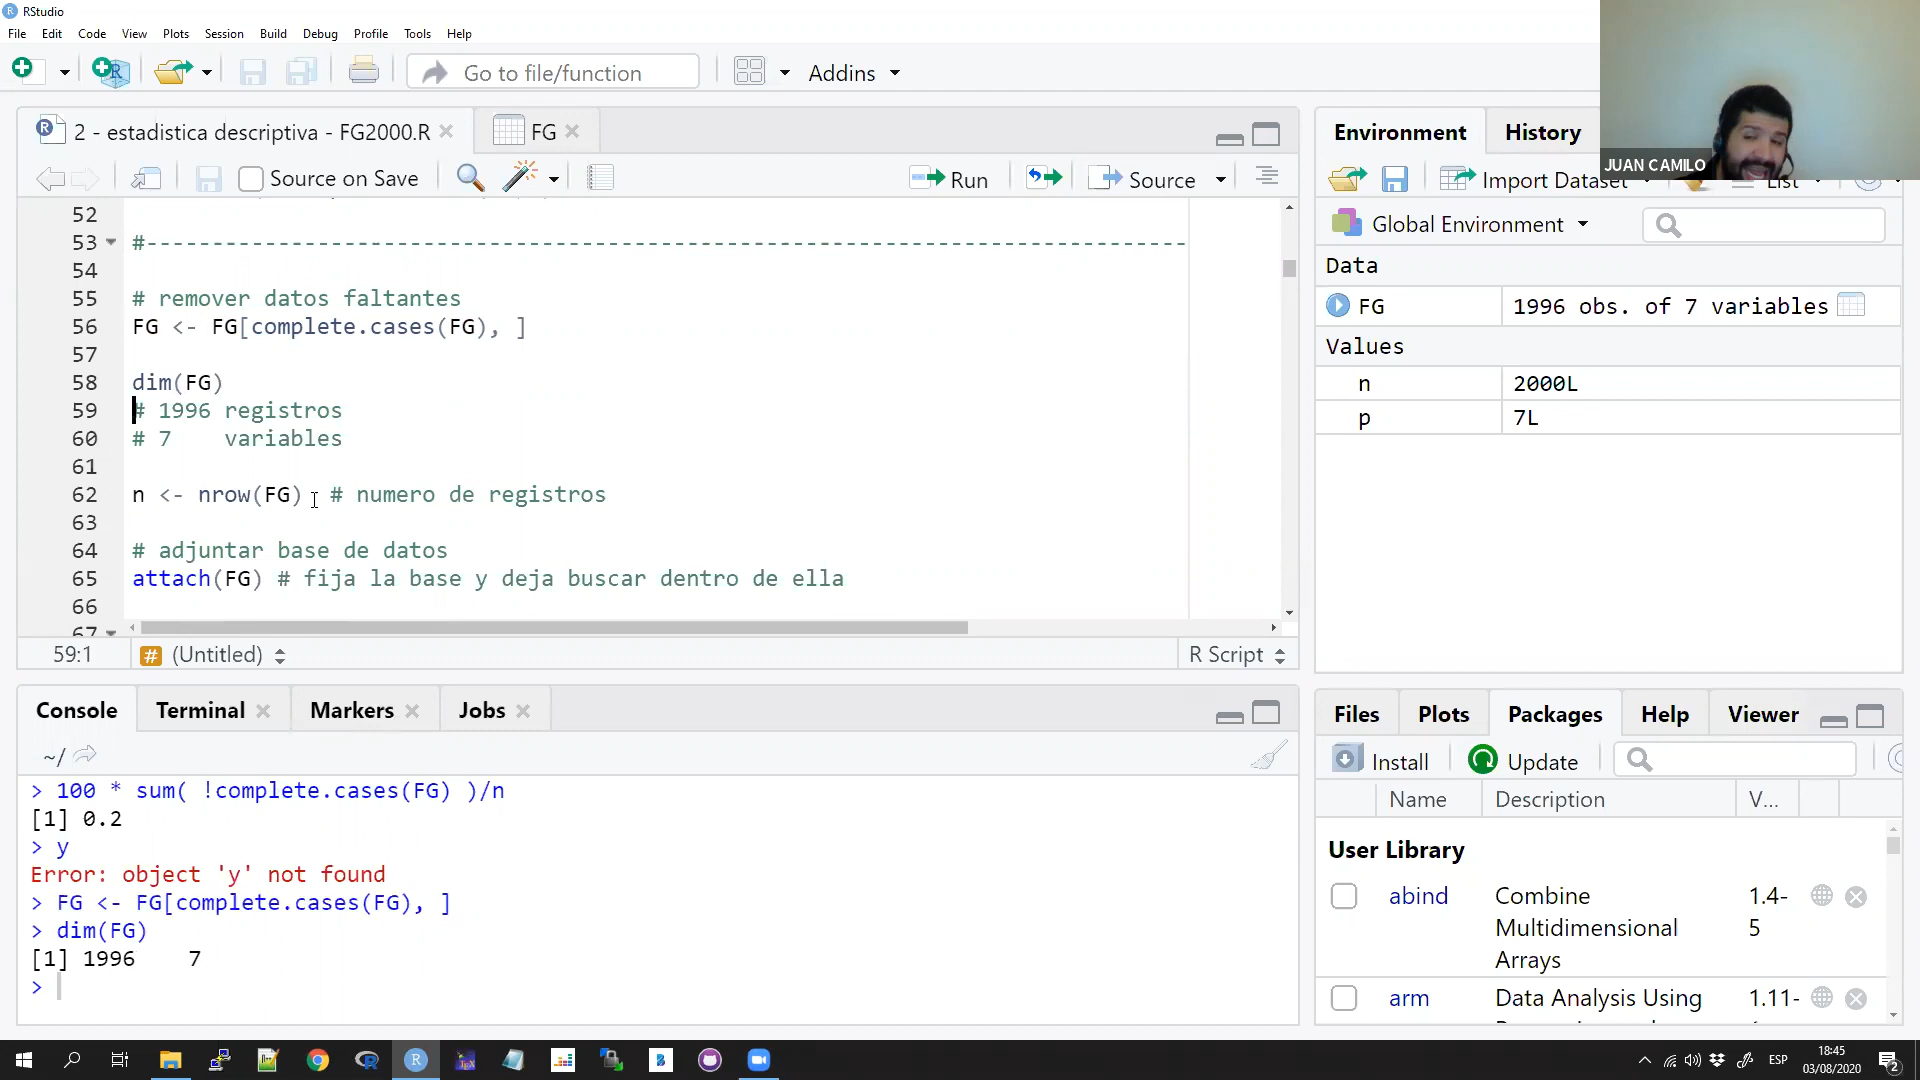 RStudio
File Edit Code View Plots Session Build Debug Profile Tools Help
Go to file/function Addins
2 - estadistica descriptiva - FG2000.R FG
Source on Save Run Source
52
53 #-------------------------------------------------------------------------------
54
55 # remover datos faltantes
56 FG <- FG[complete.cases(FG), ]
57
58 dim(FG)
59 # 1996 registros
60 # 7    variables
61
62 n <- nrow(FG)  # numero de registros
63
64 # adjuntar base de datos
65 attach(FG) # fija la base y deja buscar dentro de ella
66
67
59:1 # (Untitled) R Script
Console Terminal Markers Jobs
~/
> 100 * sum( !complete.cases(FG) )/n
[1] 0.2
> y
Error: object 'y' not found
> FG <- FG[complete.cases(FG), ]
> dim(FG)
[1] 1996    7
>
Environment History
JUAN CAMILO
Import Dataset List
Global Environment
Data
FG 1996 obs. of 7 variables
Values
n 2000L
p 7L
Files Plots Packages Help Viewer
Install Update
Name Description V...
User Library
abind Combine 1.4-
Multidimensional 5
Arrays
arm Data Analysis Using 1.11-
ESP 18:45
03/08/2020 2